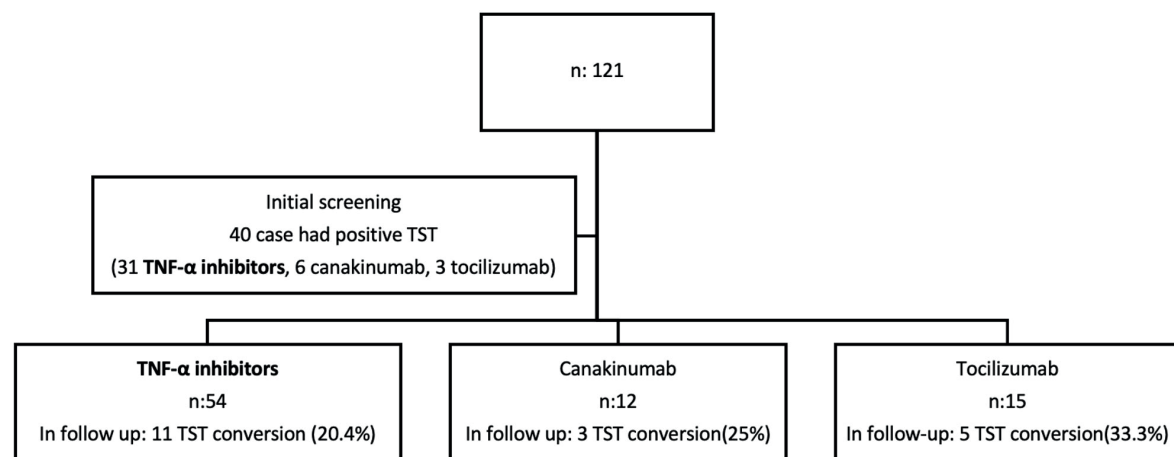 n: 121
Initial screening
40 case had positive TST
(31 TNF-α inhibitors, 6 canakinumab, 3 tocilizumab)
TNF-α inhibitors
n:54
In follow up: 11 TST conversion (20.4%)
Canakinumab
n:12
In follow up: 3 TST conversion(25%)
Tocilizumab
n:15
In follow-up: 5 TST conversion(33.3%)